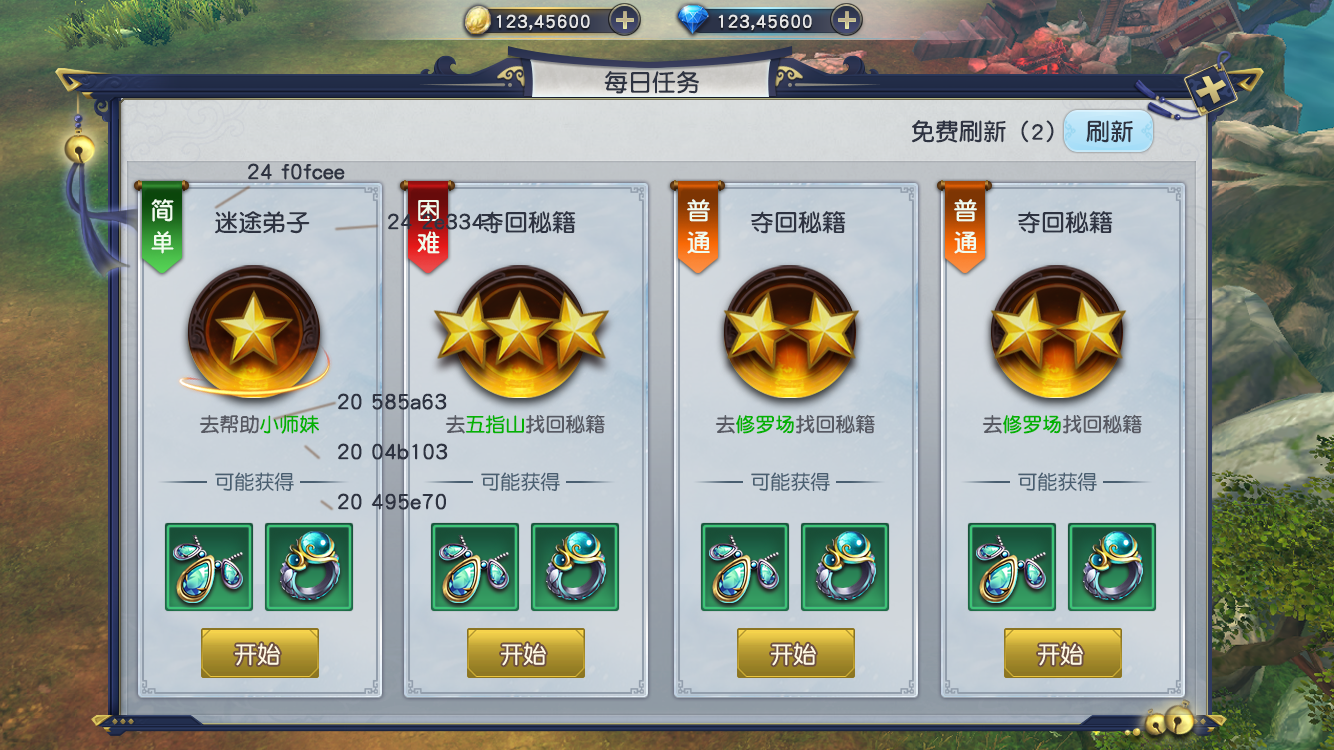 123,45600
123,45600
每日任务
免费刷新（2） 刷新
24 f0fcee
简单
迷途弟子
24 2e3344
困难
夺回秘籍
普通
夺回秘籍
普通
夺回秘籍
20 585a63
去帮助小师妹
去五指山找回秘籍
去修罗场找回秘籍
去修罗场找回秘籍
20 04b103
可能获得
可能获得
可能获得
可能获得
20 495e70
开始
开始
开始
开始